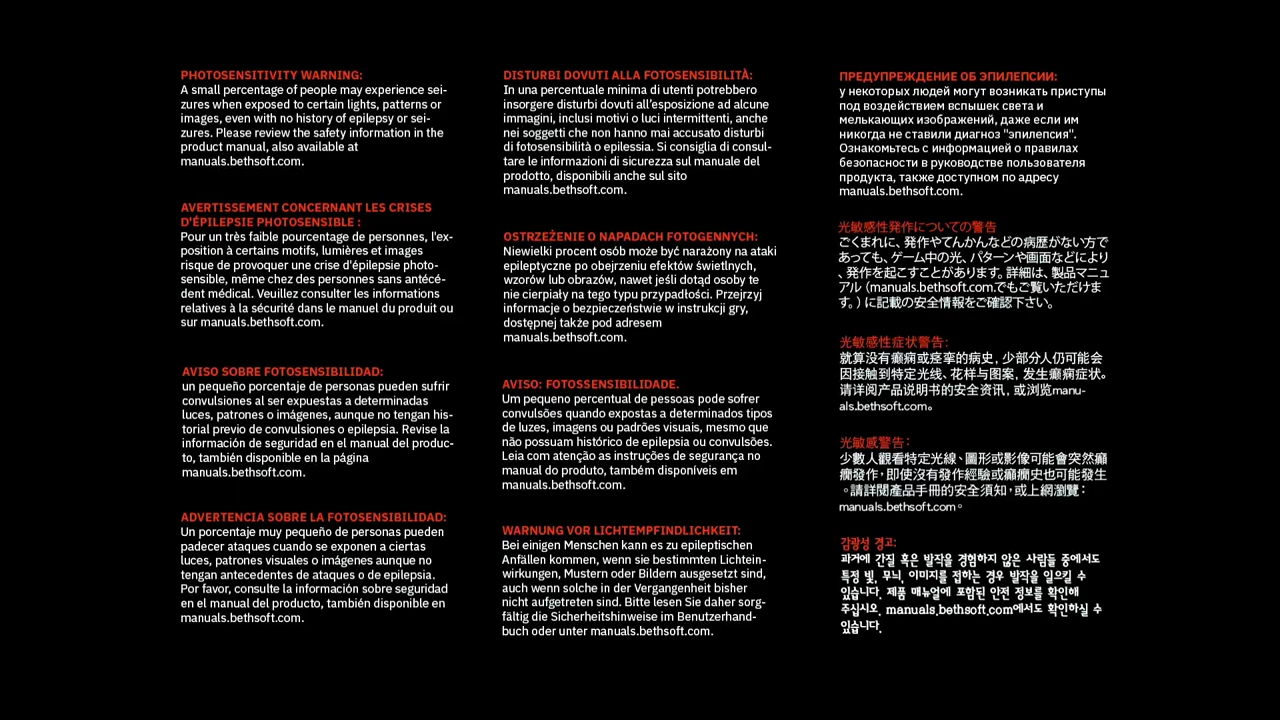 PHOTOSENSITIVITY WARNING:
A small percentage of people may experience sei-
zures when exposed to certain lights, patterns or
images, even with no history of epilepsy or sei-
zures. Please review the safety information in the
product manual, also available at
manuals.bethsoft.com.
AVERTISSEMENT CONCERNANT LES CRISES
D'ÉPILEPSIE PHOTOSENSIBLE :
Pour un très faible pourcentage de personnes, l'ex-
position à certains motifs, lumières et images
risque de provoquer une crise d'épilepsie photo-
sensible, même chez des personnes sans antécé-
dent médical. Veuillez consulter les informations
relatives à la sécurité dans le manuel du produit ou
sur manuals.bethsoft.com.
AVISO SOBRE FOTOSENSIBILIDAD:
un pequeño porcentaje de personas pueden sufrir
convulsiones al ser expuestas a determinadas
luces, patrones o imágenes, aunque no tengan his-
torial previo de convulsiones o epilepsia. Revise la
información de seguridad en el manual del produc-
to, también disponible en la página
manuals.bethsoft.com.
ADVERTENCIA SOBRE LA FOTOSENSIBILIDAD:
Un porcentaje muy pequeño de personas pueden
padecer ataques cuando se exponen a ciertas
luces, patrones visuales o imágenes aunque no
tengan antecedentes de ataques o de epilepsia.
Por favor, consulte la información sobre seguridad
en el manual del producto, también disponible en
manuals.bethsoft.com.
DISTURBI DOVUTI ALLA FOTOSENSIBILITÀ:
In una percentuale minima di utenti potrebbero
insorgere disturbi dovuti all'esposizione ad alcune
immagini, inclusi motivi o luci intermittenti, anche
nei soggetti che non hanno mai accusato disturbi
di fotosensibilità o epilessia. Si consiglia di consul-
tare le informazioni di sicurezza sul manuale del
prodotto, disponibili anche sul sito
manuals.bethsoft.com.
OSTRZEŻENIE O NAPADACH FOTOGENNYCH:
Niewielki procent osób może być narażony na ataki
epileptyczne po obejrzeniu efektów świetlnych,
wzorów lub obrazów, nawet jeśli dotąd osoby te
nie cierpiały na tego typu przypadłości. Przejrzyj
informacje o bezpieczeństwie w instrukcji gry,
dostępnej także pod adresem
manuals.bethsoft.com.
AVISO: FOTOSSENSIBILIDADE.
Um pequeno percentual de pessoas pode sofrer
convulsões quando expostas a determinados tipos
de luzes, imagens ou padrões visuais, mesmo que
não possuam histórico de epilepsia ou convulsões.
Leia com atenção as instruções de segurança no
manual do produto, também disponíveis em
manuals.bethsoft.com.
WARNUNG VOR LICHTEMPFINDLICHKEIT:
Bei einigen Menschen kann es zu epileptischen
Anfällen kommen, wenn sie bestimmten Lichtein-
wirkungen, Mustern oder Bildern ausgesetzt sind,
auch wenn solche in der Vergangenheit bisher
nicht aufgetreten sind. Bitte lesen Sie daher sorg-
fältig die Sicherheitshinweise im Benutzerhand-
buch oder unter manuals.bethsoft.com.
ПРЕДУПРЕЖДЕНИЕ ОБ ЭПИЛЕПСИИ:
у некоторых людей могут возникать приступы
под воздействием вспышек света и
мелькающих изображений, даже если им
никогда не ставили диагноз "эпилепсия".
Ознакомьтесь с информацией о правилах
безопасности в руководстве пользователя
продукта, также доступном по адресу
manuals.bethsoft.com.
光敏感性発作についての警告
ごくまれに、発作やてんかんなどの病歴がない方で
あっても、ゲーム中の光、パターンや画面などにより
、発作を起こすことがあります。詳細は、製品マニュ
アル（manuals.bethsoft.com.でもご覧いただけま
す。）に記載の安全情報をご確認下さい。
光敏感性症状警告：
就算没有癫痫或痉挛的病史，少部分人仍可能会
因接触到特定光线、花样与图案，发生癫痫症状。
请详阅产品说明书的安全资讯，或浏览manu-
als.bethsoft.com。
光敏感警告：
少數人觀看特定光線、圖形或影像可能會突然癲
癇發作，即使沒有發作經驗或癲癇史也可能發生
。請詳閱產品手冊的安全須知，或上網瀏覽：
manuals.bethsoft.com。
감광성 경고:
과거에 간질 혹은 발작을 경험하지 않은 사람들 중에서도
특정 빛, 무늬, 이미지를 접하는 경우 발작을 일으킬 수
있습니다. 제품 매뉴얼에 포함된 안전 정보를 확인해
주십시오. manuals.bethsoft.com에서도 확인하실 수
있습니다.